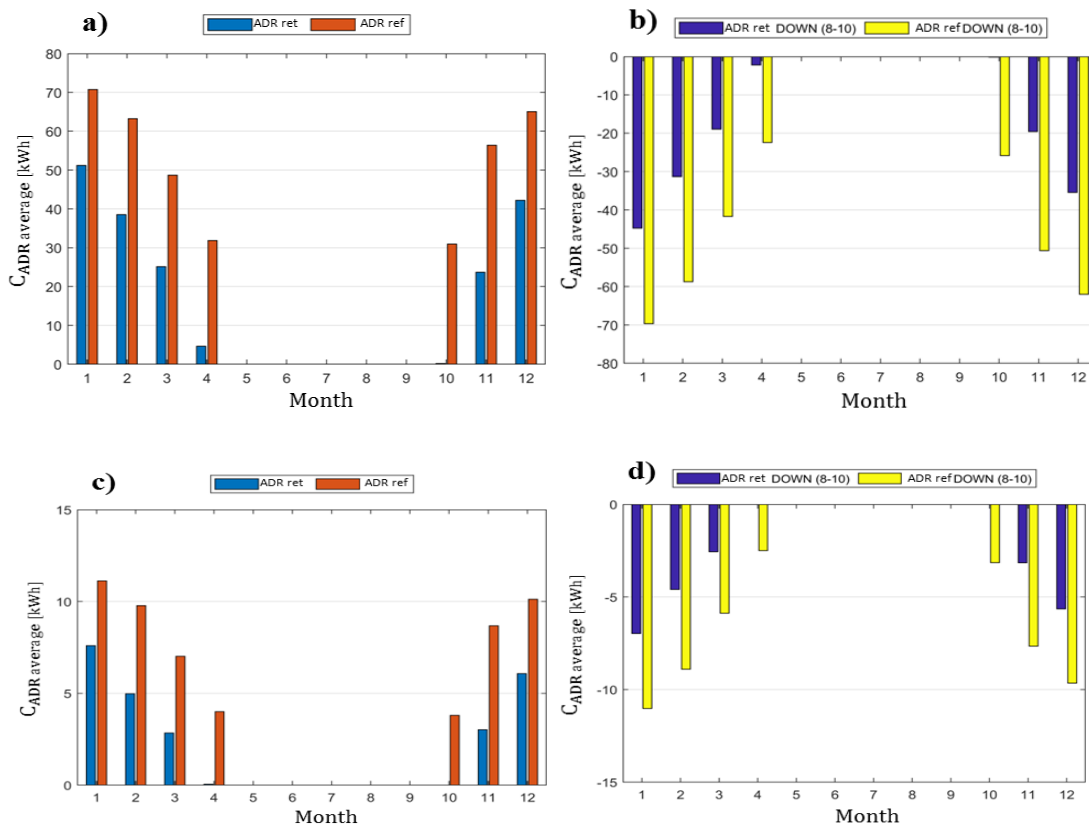 a)
ADR ret ADR ref
80
70
60
50
40
30
20
10
0
C_ADR average [kWh]
1 2 3 4 5 6 7 8 9 10 11 12
Month
b)
ADR ret DOWN (8-10) ADR ref DOWN (8-10)
0
-10
-20
-30
-40
-50
-60
-70
-80
C_ADR average [kWh]
1 2 3 4 5 6 7 8 9 10 11 12
Month
c)
ADR ret ADR ref
15
10
5
0
C_ADR average [kWh]
1 2 3 4 5 6 7 8 9 10 11 12
Month
d)
ADR ret DOWN (8-10) ADR ref DOWN (8-10)
0
-5
-10
-15
C_ADR average [kWh]
1 2 3 4 5 6 7 8 9 10 11 12
Month